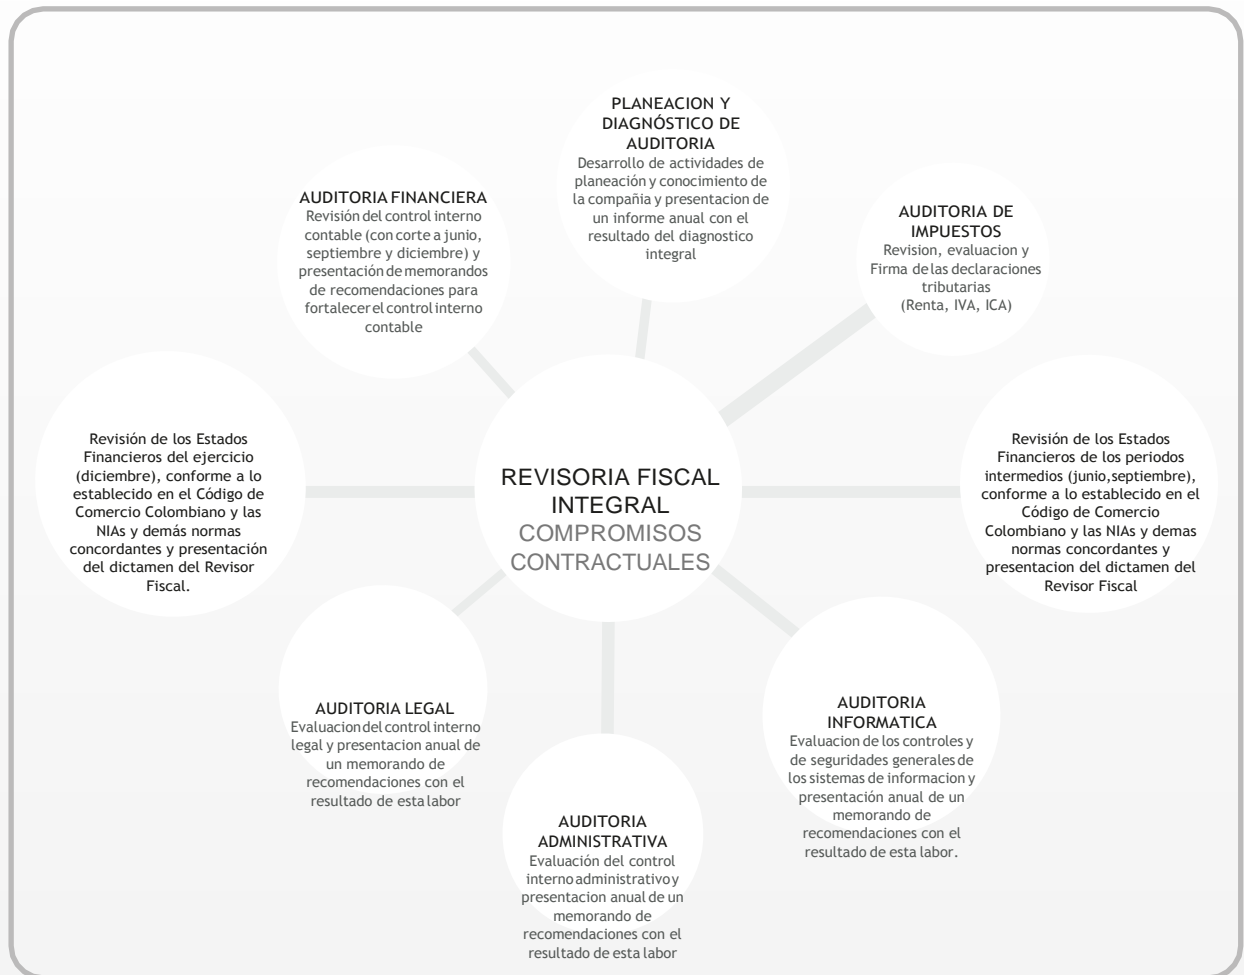 PLANEACION Y
DIAGNÓSTICO DE
AUDITORIA
Desarrollo de actividades de
planeación y conocimiento de
la compañia y presentacion de
un informe anual con el
resultado del diagnostico
integral
AUDITORIA FINANCIERA
Revisión del control interno
contable (con corte a junio,
septiembre y diciembre) y
presentación de memorandos
de recomendaciones para
fortalecer el control interno
contable
AUDITORIA DE
IMPUESTOS
Revision, evaluacion y
Firma de las declaraciones
tributarias
(Renta, IVA, ICA)
Revisión de los Estados
Financieros del ejercicio
(diciembre), conforme a lo
establecido en el Código de
Comercio Colombiano y las
NIAs y demás normas
concordantes y presentación
del dictamen del Revisor
Fiscal.
REVISORIA FISCAL
INTEGRAL
COMPROMISOS
CONTRACTUALES
Revisión de los Estados
Financieros de los periodos
intermedios (junio,septiembre),
conforme a lo establecido en el
Código de Comercio
Colombiano y las NIAs y demas
normas concordantes y
presentacion del dictamen del
Revisor Fiscal
AUDITORIA LEGAL
Evaluacion del control interno
legal y presentacion anual de
un memorando de
recomendaciones con el
resultado de esta labor
AUDITORIA
INFORMATICA
Evaluacion de los controles y
de seguridades generales de
los sistemas de informacion y
presentación anual de un
memorando de
recomendaciones con el
resultado de esta labor.
AUDITORIA
ADMINISTRATIVA
Evaluación del control
interno administrativo y
presentacion anual de un
memorando de
recomendaciones con el
resultado de esta labor